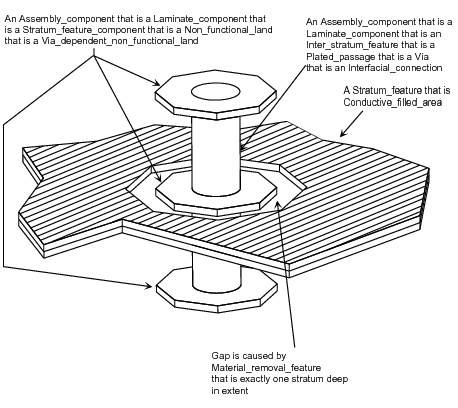 An Assembly_component that is a Laminate_component that
is a Stratum_feature_component that is a Non_functional_land
that is a Via_dependent_non_functional_land
An Assembly_component that is a
Laminate_component that is an
Inter_stratum_feature that is a
Plated_passage that is a Via
that is an Interfacial_connection
A Stratum_feature that is
Conductive_filled_area
Gap is caused by
Material_removal_feature
that is exactly one stratum deep
in extent